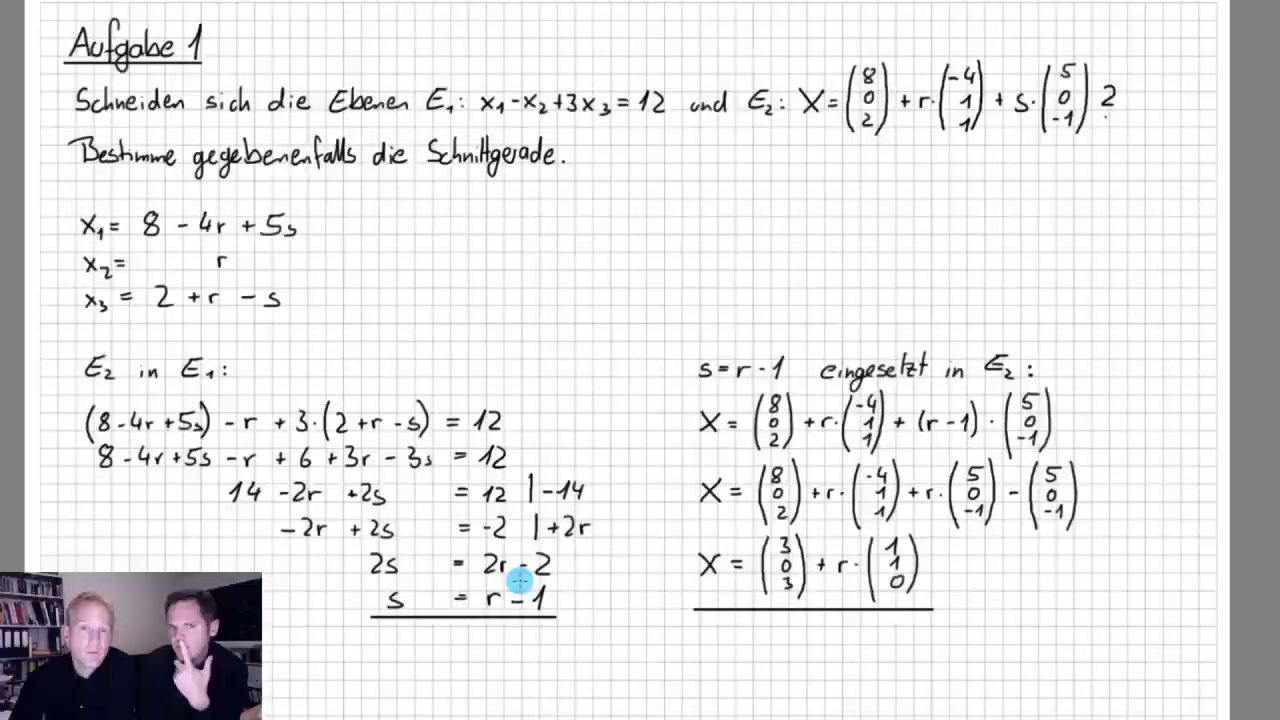 Aufgabe 1
Schneiden sich die Ebenen E₁: x₁-x₂+3x₃=12 und E₂: X = (8 0 2) + r·(-4 1 1) + s·(5 0 -1) ?
Bestimme gegebenenfalls die Schnittgerade.
x₁= 8 - 4r + 5s
x₂= r
x₃ = 2 + r - s
E₂ in E₁:
(8-4r+5s) - r + 3·(2+r-s) = 12
8-4r+5s -r + 6 +3r - 3s = 12
14 -2r +2s = 12 |-14
-2r + 2s = -2 |+2r
2s = 2r-2
s = r-1
s=r-1 eingesetzt in E₂:
X = (8 0 2) + r·(-4 1 1) + (r-1)·(5 0 -1)
X = (8 0 2) + r·(-4 1 1) + r·(5 0 -1) - (5 0 -1)
X = (3 0 3) + r·(1 1 0)